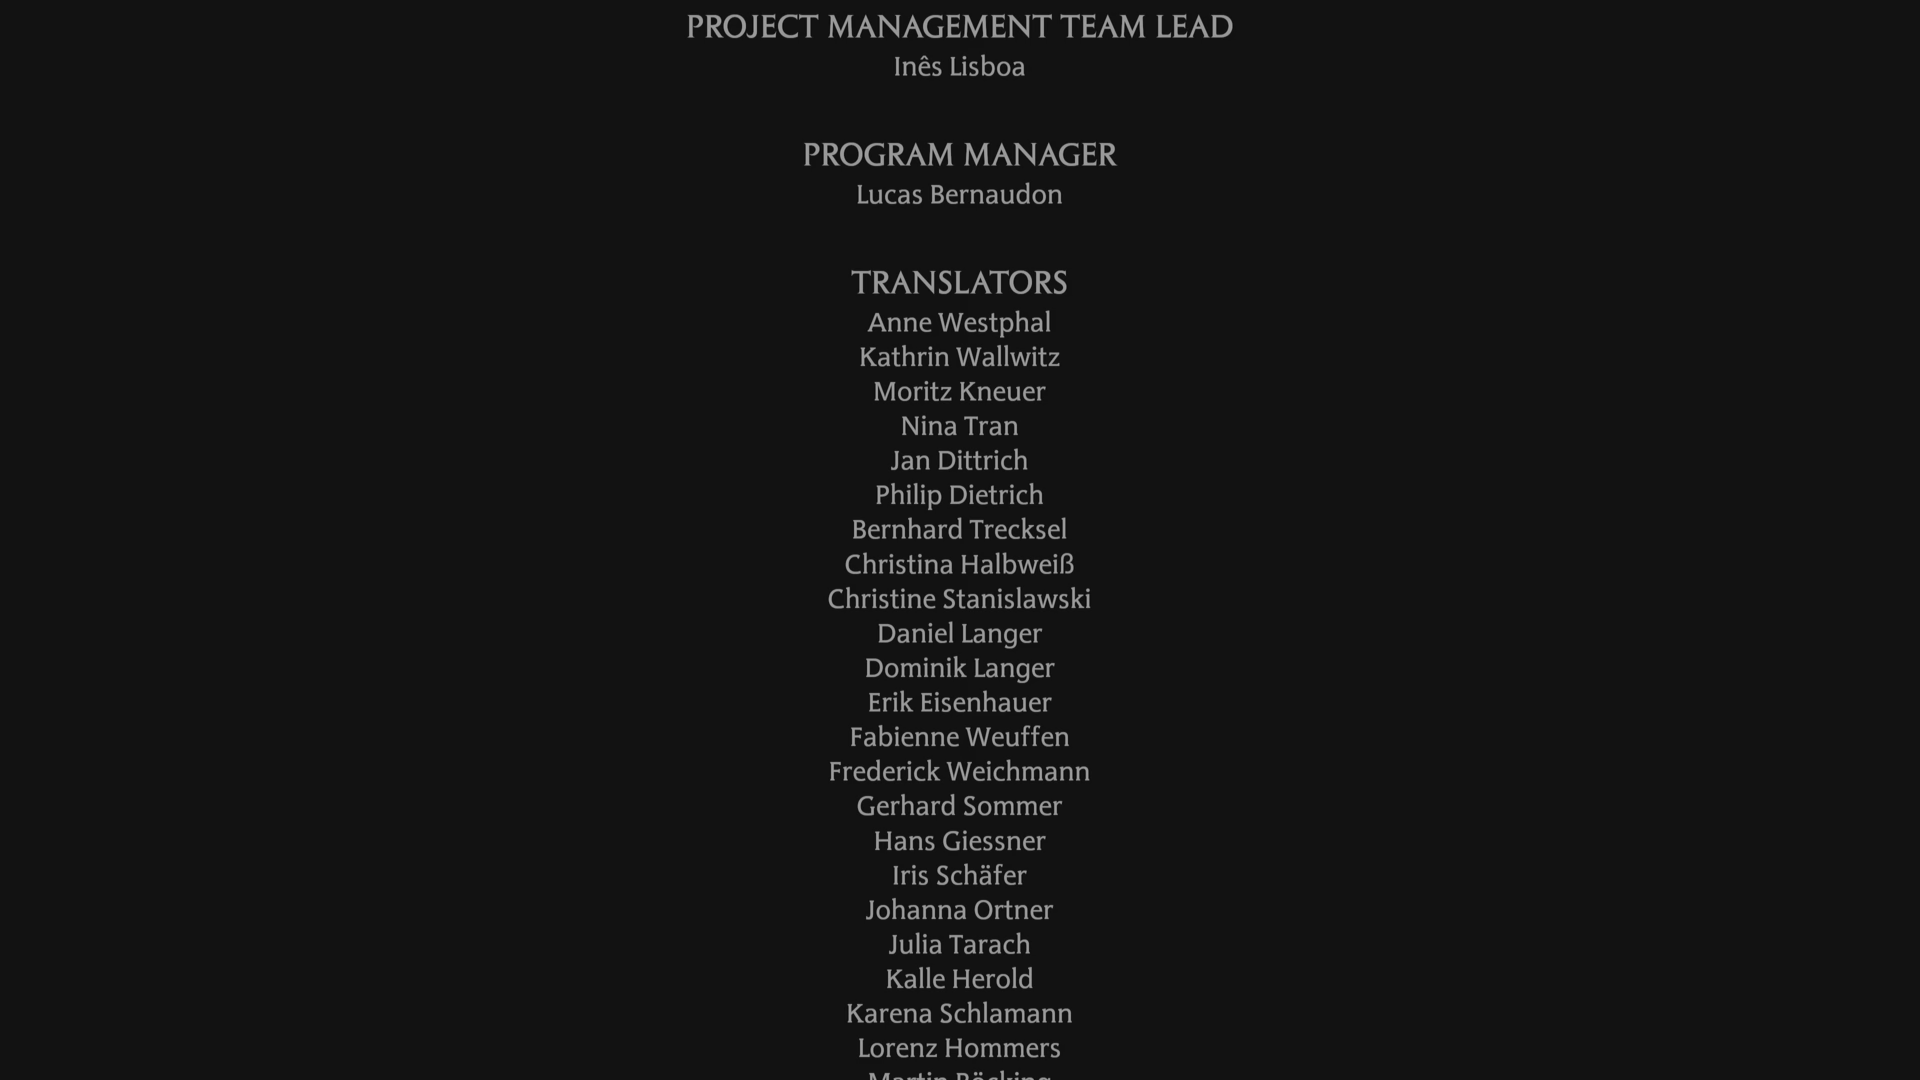 PROJECT MANAGEMENT TEAM LEAD
Inês Lisboa
PROGRAM MANAGER
Lucas Bernaudon
TRANSLATORS
Anne Westphal
Kathrin Wallwitz
Moritz Kneuer
Nina Tran
Jan Dittrich
Philip Dietrich
Bernhard Trecksel
Christina Halbweiß
Christine Stanislawski
Daniel Langer
Dominik Langer
Erik Eisenhauer
Fabienne Weuffen
Frederick Weichmann
Gerhard Sommer
Hans Giessner
Iris Schäfer
Johanna Ortner
Julia Tarach
Kalle Herold
Karena Schlamann
Lorenz Hommers
Martin Böcking